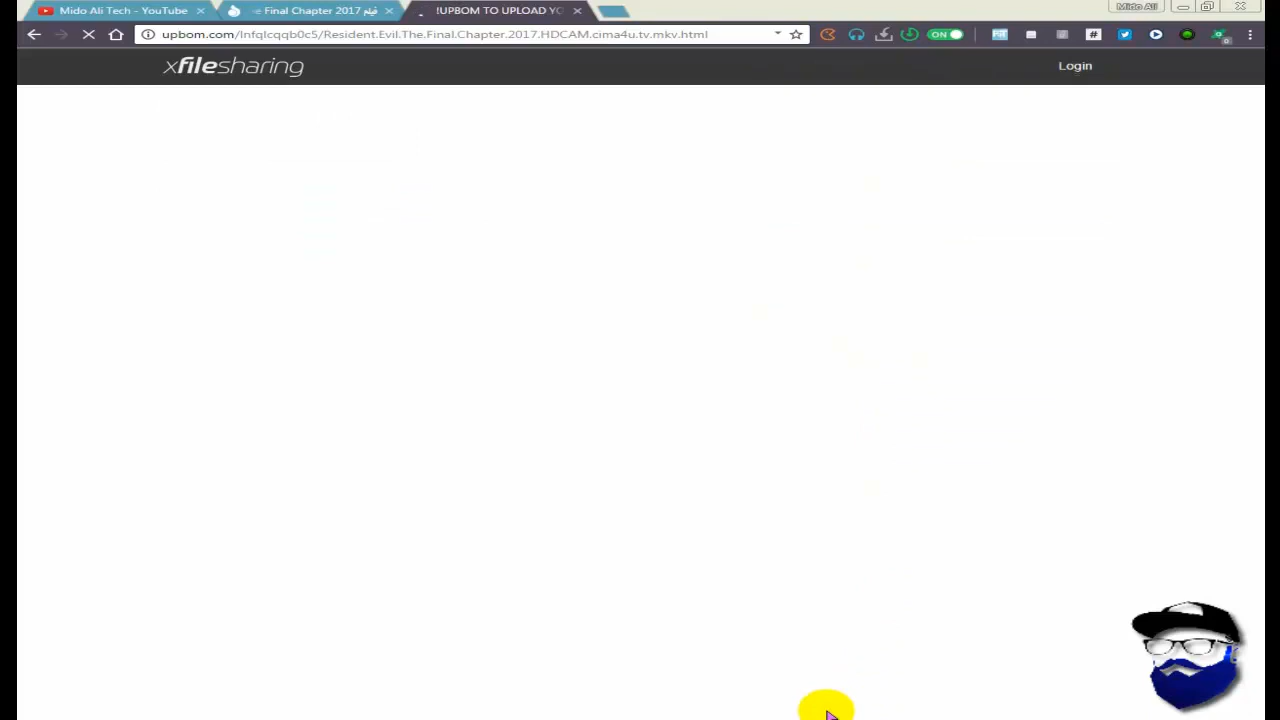 Mido Ali Tech - YouTube
Final Chapter 2017 فيلم
!UPBOM TO UPLOAD YO
Mido Ali
upbom.com/lnfqlcqqb0c5/Resident.Evil.The.Final.Chapter.2017.HDCAM.cima4u.tv.mkv.html
ON
xfilesharing
Login